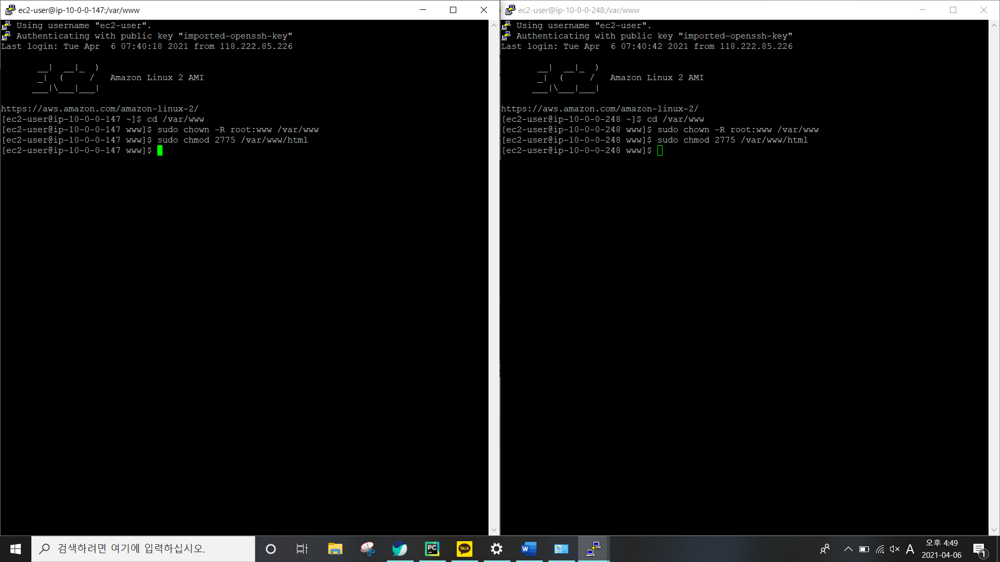 ec2-user@ip-10-0-0-147:/var/www
Using username "ec2-user".
Authenticating with public key "imported-openssh-key"
Last login: Tue Apr  6 07:40:18 2021 from 118.222.85.226
       __|  __|_  )
       _|  (     /   Amazon Linux 2 AMI
      ___|\___|___|
https://aws.amazon.com/amazon-linux-2/
[ec2-user@ip-10-0-0-147 ~]$ cd /var/www
[ec2-user@ip-10-0-0-147 www]$ sudo chown -R root:www /var/www
[ec2-user@ip-10-0-0-147 www]$ sudo chmod 2775 /var/www/html
[ec2-user@ip-10-0-0-147 www]$
ec2-user@ip-10-0-0-248:/var/www
Using username "ec2-user".
Authenticating with public key "imported-openssh-key"
Last login: Tue Apr  6 07:40:42 2021 from 118.222.85.226
       __|  __|_  )
       _|  (     /   Amazon Linux 2 AMI
      ___|\___|___|
https://aws.amazon.com/amazon-linux-2/
[ec2-user@ip-10-0-0-248 ~]$ cd /var/www
[ec2-user@ip-10-0-0-248 www]$ sudo chown -R root:www /var/www
[ec2-user@ip-10-0-0-248 www]$ sudo chmod 2775 /var/www/html
[ec2-user@ip-10-0-0-248 www]$
검색하려면 여기에 입력하십시오.
PC
TALK
W
A
오후 4:49
2021-04-06
1